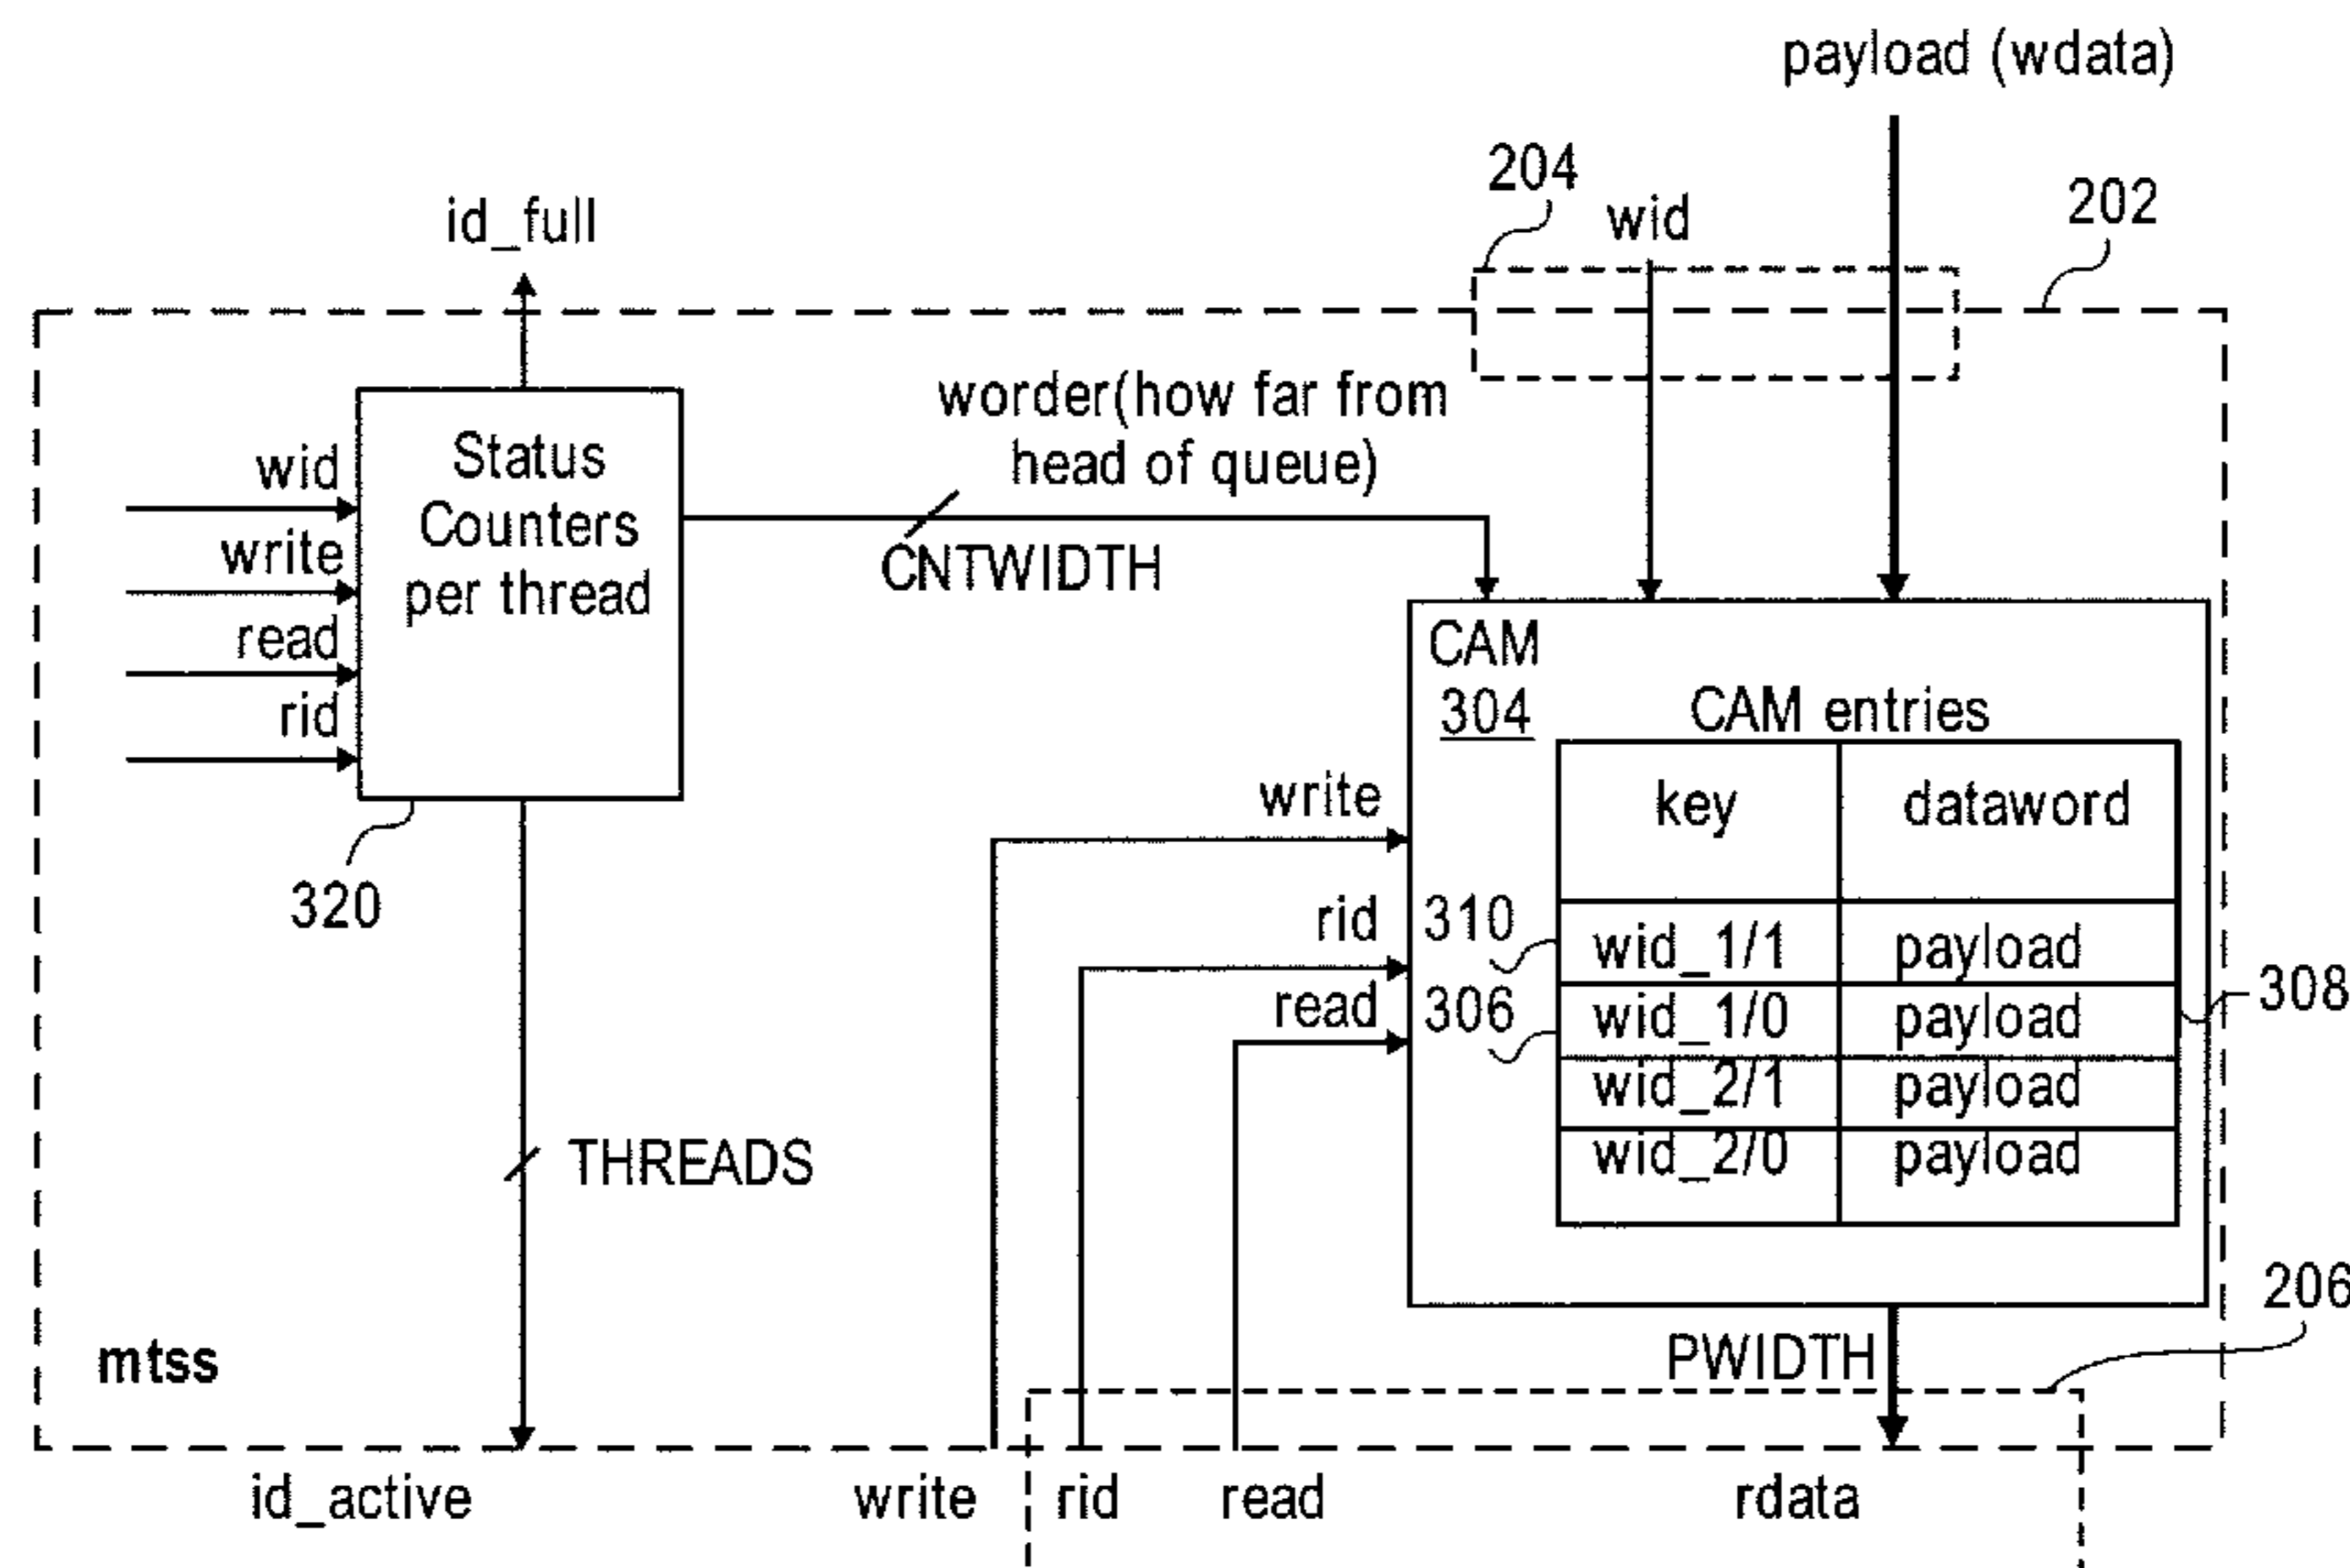 payload (wdata)
204
wid
202
id_full
worder(how far from
head of queue)
CNTWIDTH
Status
Counters
per thread
wid
write
read
rid
320
CAM
304
CAM entries
key dataword
write
rid
read
310
306
wid_1/1 payload
wid_1/0 payload
wid_2/1 payload
wid_2/0 payload
308
THREADS
206
PWIDTH
mtss
id_active
write
rid
read
rdata